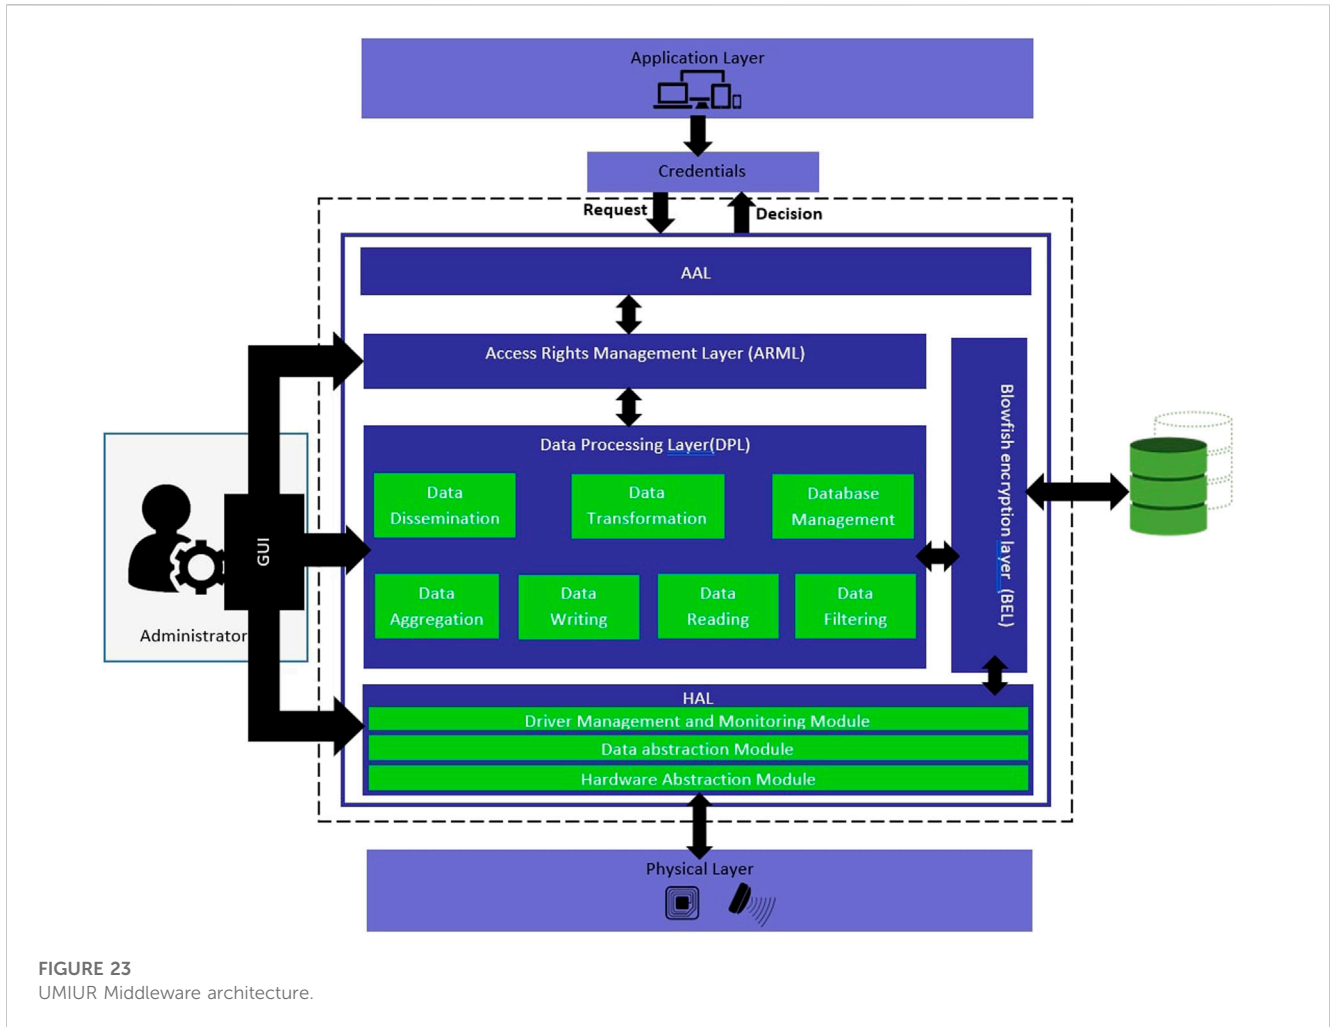 Application Layer
Credentials
Request
Decision
AAL
Access Rights Management Layer (ARML)
Data Processing Layer(DPL)
Data
Dissemination
Data
Transformation
Database
Management
Data
Aggregation
Data
Writing
Data
Reading
Data
Filtering
Blowfish encryption layer (BEL)
GUI
Administrator
HAL
Driver Management and Monitoring Module
Data abstraction Module
Hardware Abstraction Module
Physical Layer
FIGURE 23
UMIUR Middleware architecture.